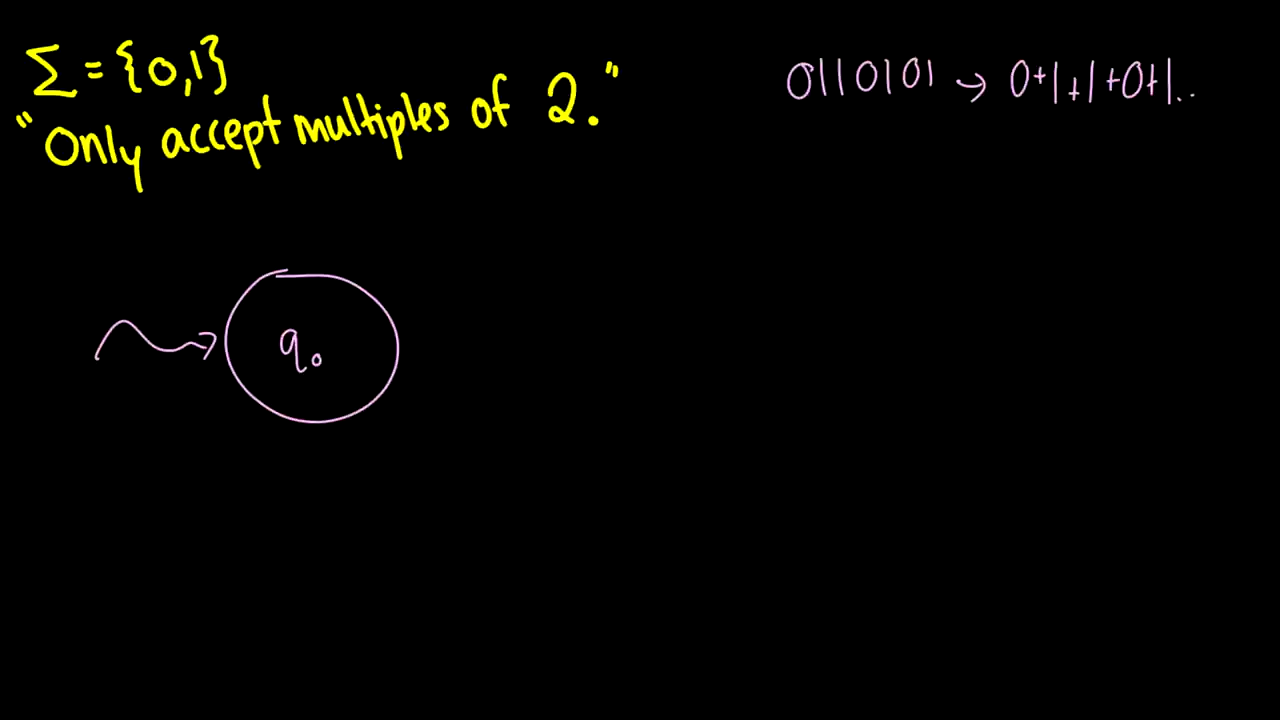 Σ = {0,1}
"Only accept multiples of 2."
0110101 → 0+1+1+0+1..
q₀